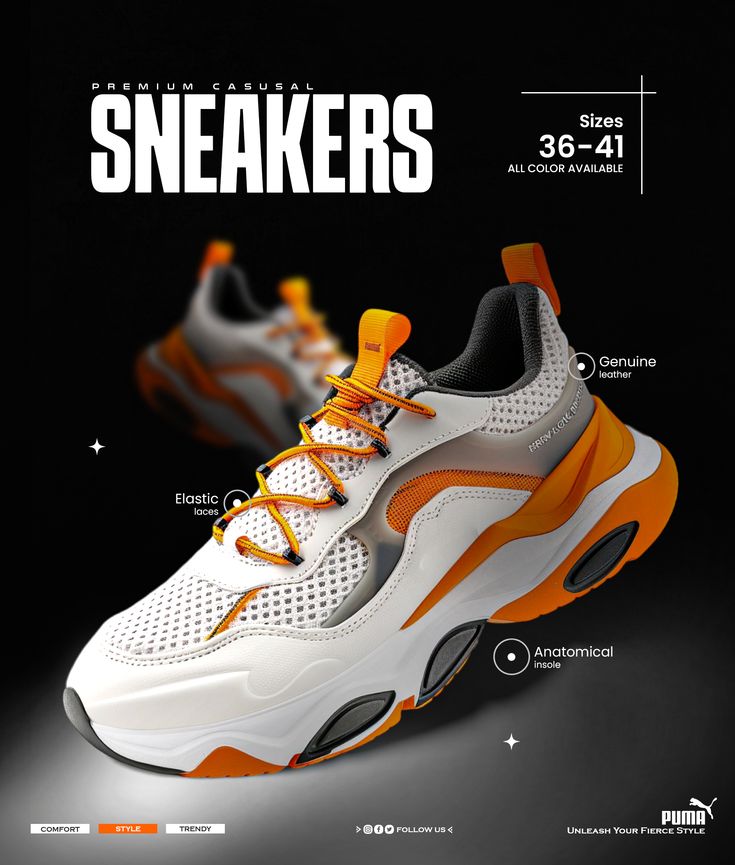 PREMIUM CASUSAL
SNEAKERS
Sizes
36-41
ALL COLOR AVAILABLE
Genuine
leather
Elastic
laces
Anatomical
insole
COMFORT
STYLE
TRENDY
FOLLOW US
PUMA
UNLEASH YOUR FIERCE STYLE